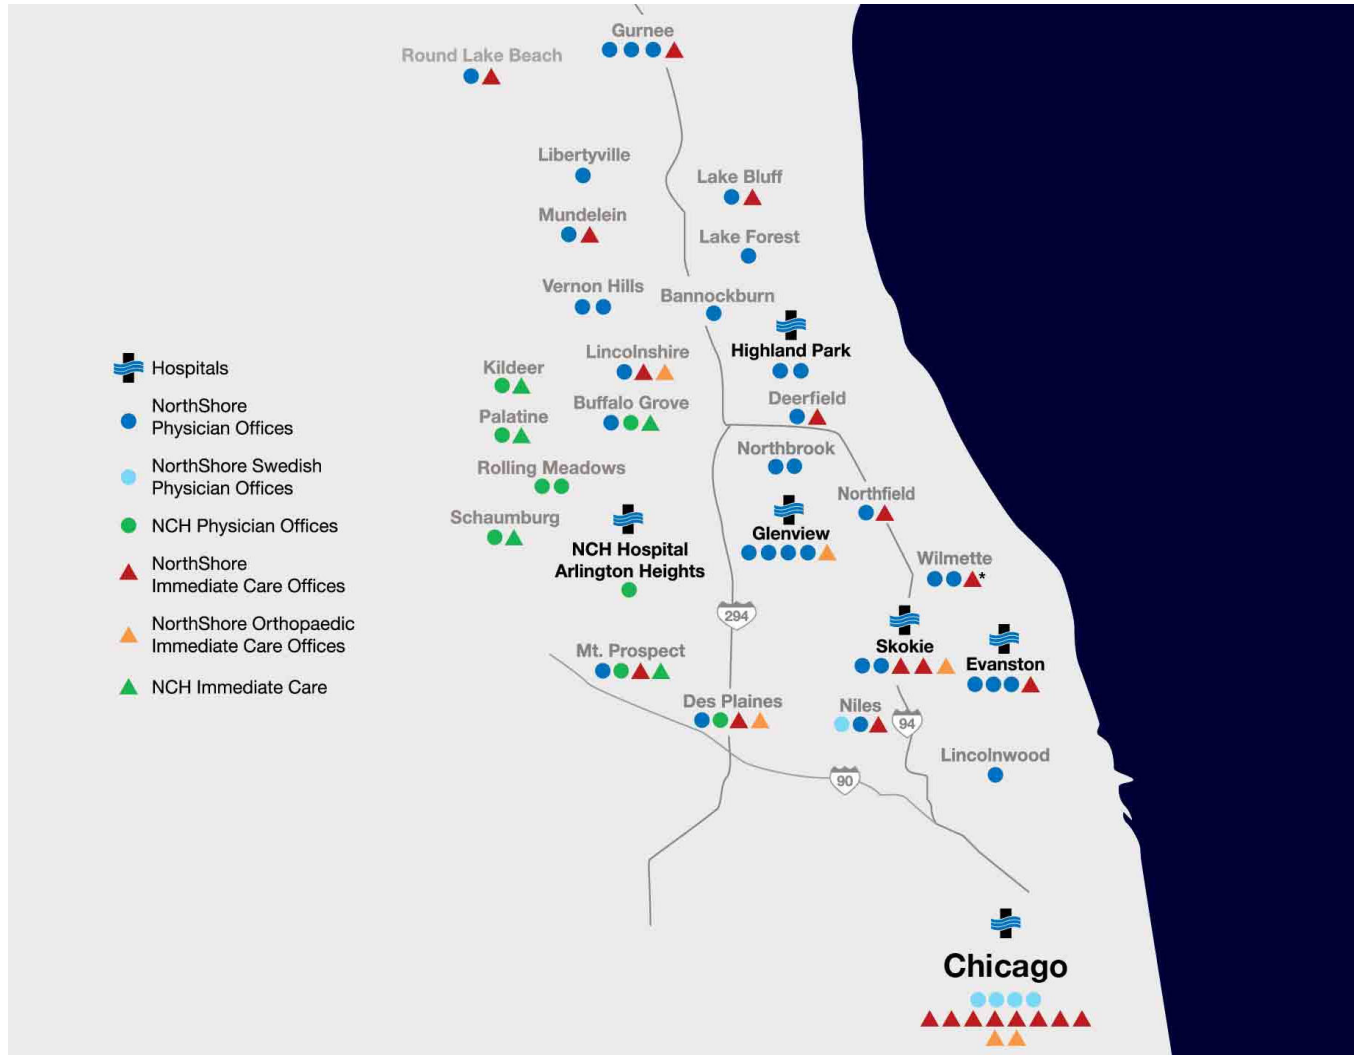 Gurnee
Round Lake Beach
Libertyville
Lake Bluff
Mundelein
Lake Forest
Vernon Hills
Bannockburn
Highland Park
Lincolnshire
Kildeer
Deerfield
Buffalo Grove
Palatine
Northbrook
Rolling Meadows
Northfield
Schaumburg
Glenview
NCH Hospital
Arlington Heights
Wilmette
*
294
Skokie
Mt. Prospect
Evanston
Des Plaines
Niles
94
Lincolnwood
90
Chicago
Hospitals
NorthShore
Physician Offices
NorthShore Swedish
Physician Offices
NCH Physician Offices
NorthShore
Immediate Care Offices
NorthShore Orthopaedic
Immediate Care Offices
NCH Immediate Care